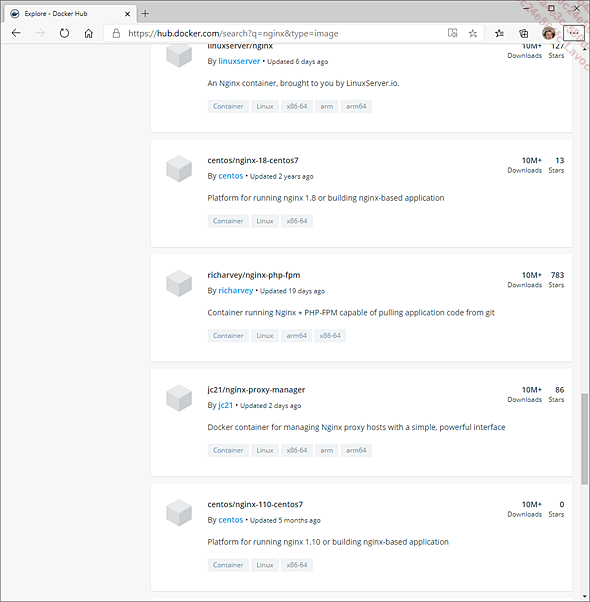 Explore - Docker Hub
https://hub.docker.com/search?q=nginx&type=image
linuxserver/nginx 10M+ 127
By linuxserver • Updated 6 days ago Downloads Stars
An Nginx container, brought to you by LinuxServer.io.
Container Linux x86-64 arm arm64
centos/nginx-18-centos7 10M+ 13
By centos • Updated 2 years ago Downloads Stars
Platform for running nginx 1.8 or building nginx-based application
Container Linux x86-64
richarvey/nginx-php-fpm 10M+ 783
By richarvey • Updated 19 days ago Downloads Stars
Container running Nginx + PHP-FPM capable of pulling application code from git
Container Linux arm64 x86-64
jc21/nginx-proxy-manager 10M+ 86
By jc21 • Updated 2 days ago Downloads Stars
Docker container for managing Nginx proxy hosts with a simple, powerful interface
Container Linux x86-64 arm arm64
centos/nginx-110-centos7 10M+ 0
By centos • Updated 5 months ago Downloads Stars
Platform for running nginx 1.10 or building nginx-based application
Container Linux x86-64